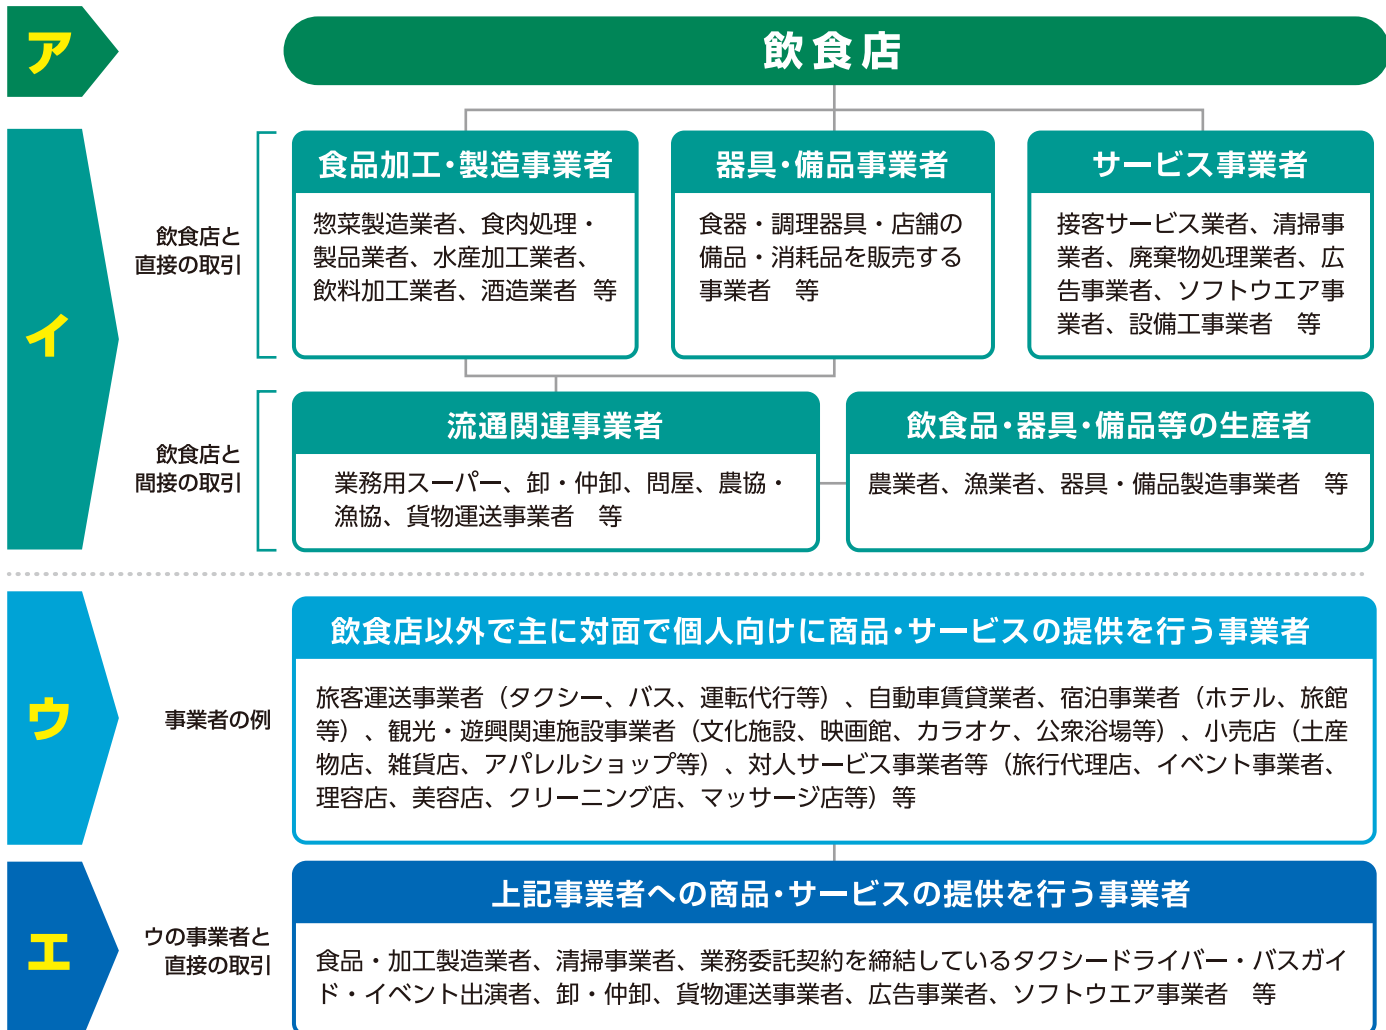 ア
飲食店
イ
飲食店と
直接の取引
食品加工・製造事業者
惣菜製造業者、食肉処理・
製品業者、水産加工業者、
飲料加工業者、酒造業者 等
器具・備品事業者
食器・調理器具・店舗の
備品・消耗品を販売する
事業者　等
サービス事業者
接客サービス業者、清掃事
業者、廃棄物処理業者、広
告事業者、ソフトウエア事
業者、設備工事業者　等
飲食店と
間接の取引
流通関連事業者
業務用スーパー、卸・仲卸、問屋、農協・
漁協、貨物運送事業者　等
飲食品・器具・備品等の生産者
農業者、漁業者、器具・備品製造事業者　等
ウ
事業者の例
飲食店以外で主に対面で個人向けに商品・サービスの提供を行う事業者
旅客運送事業者（タクシー、バス、運転代行等）、自動車賃貸業者、宿泊事業者（ホテル、旅館
等）、観光・遊興関連施設事業者（文化施設、映画館、カラオケ、公衆浴場等）、小売店（土産
物店、雑貨店、アパレルショップ等）、対人サービス事業者等（旅行代理店、イベント事業者、
理容店、美容店、クリーニング店、マッサージ店等）等
エ
ウの事業者と
直接の取引
上記事業者への商品・サービスの提供を行う事業者
食品・加工製造業者、清掃事業者、業務委託契約を締結しているタクシードライバー・バスガイ
ド・イベント出演者、卸・仲卸、貨物運送事業者、広告事業者、ソフトウエア事業者　等